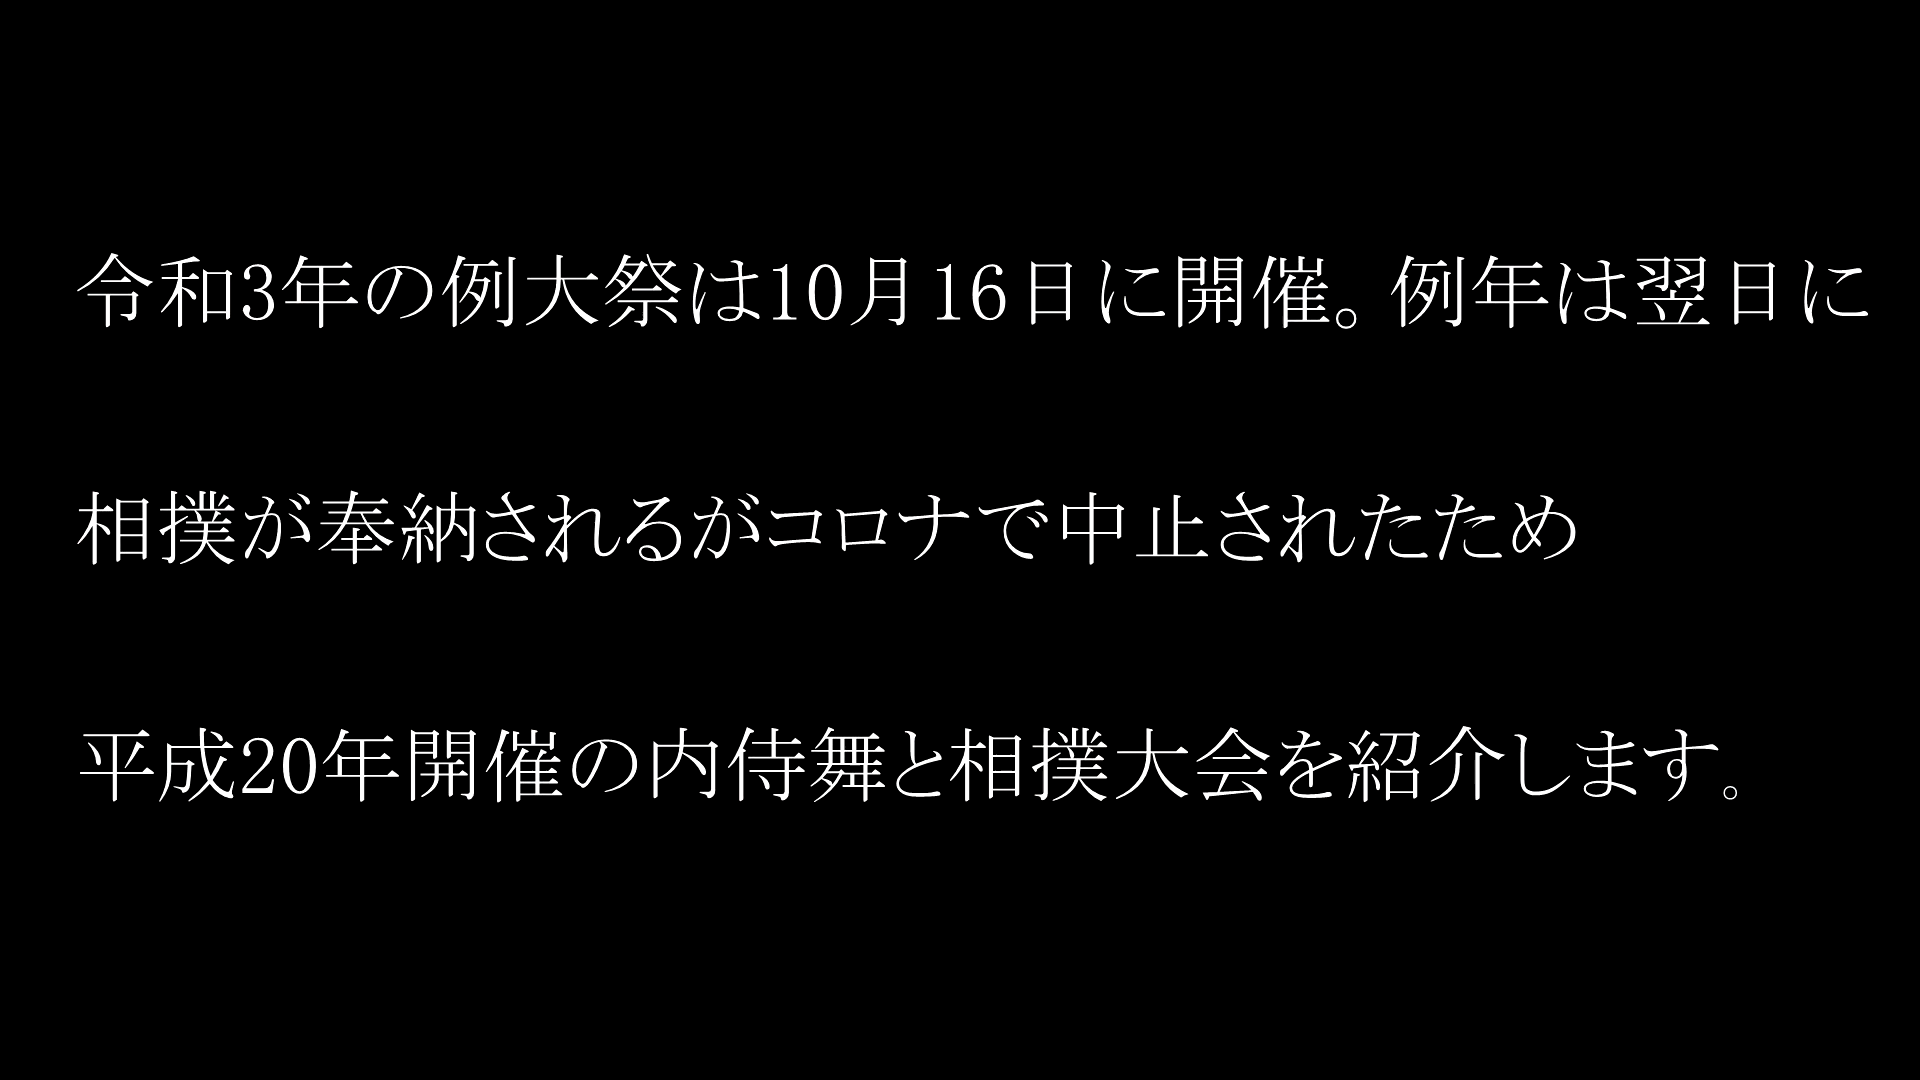 令和3年の例大祭は10月16日に開催。例年は翌日に
相撲が奉納されるがコロナで中止されたため
平成20年開催の内侍舞と相撲大会を紹介します。